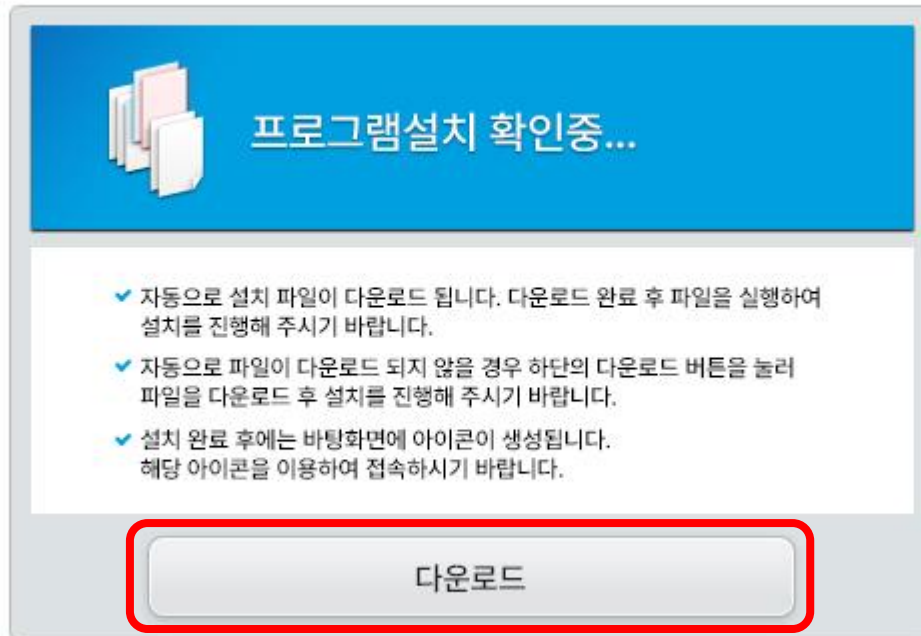 프로그램설치 확인중...
자동으로 설치 파일이 다운로드 됩니다. 다운로드 완료 후 파일을 실행하여
설치를 진행해 주시기 바랍니다.
자동으로 파일이 다운로드 되지 않을 경우 하단의 다운로드 버튼을 눌러
파일을 다운로드 후 설치를 진행해 주시기 바랍니다.
설치 완료 후에는 바탕화면에 아이콘이 생성됩니다.
해당 아이콘을 이용하여 접속하시기 바랍니다.
다운로드